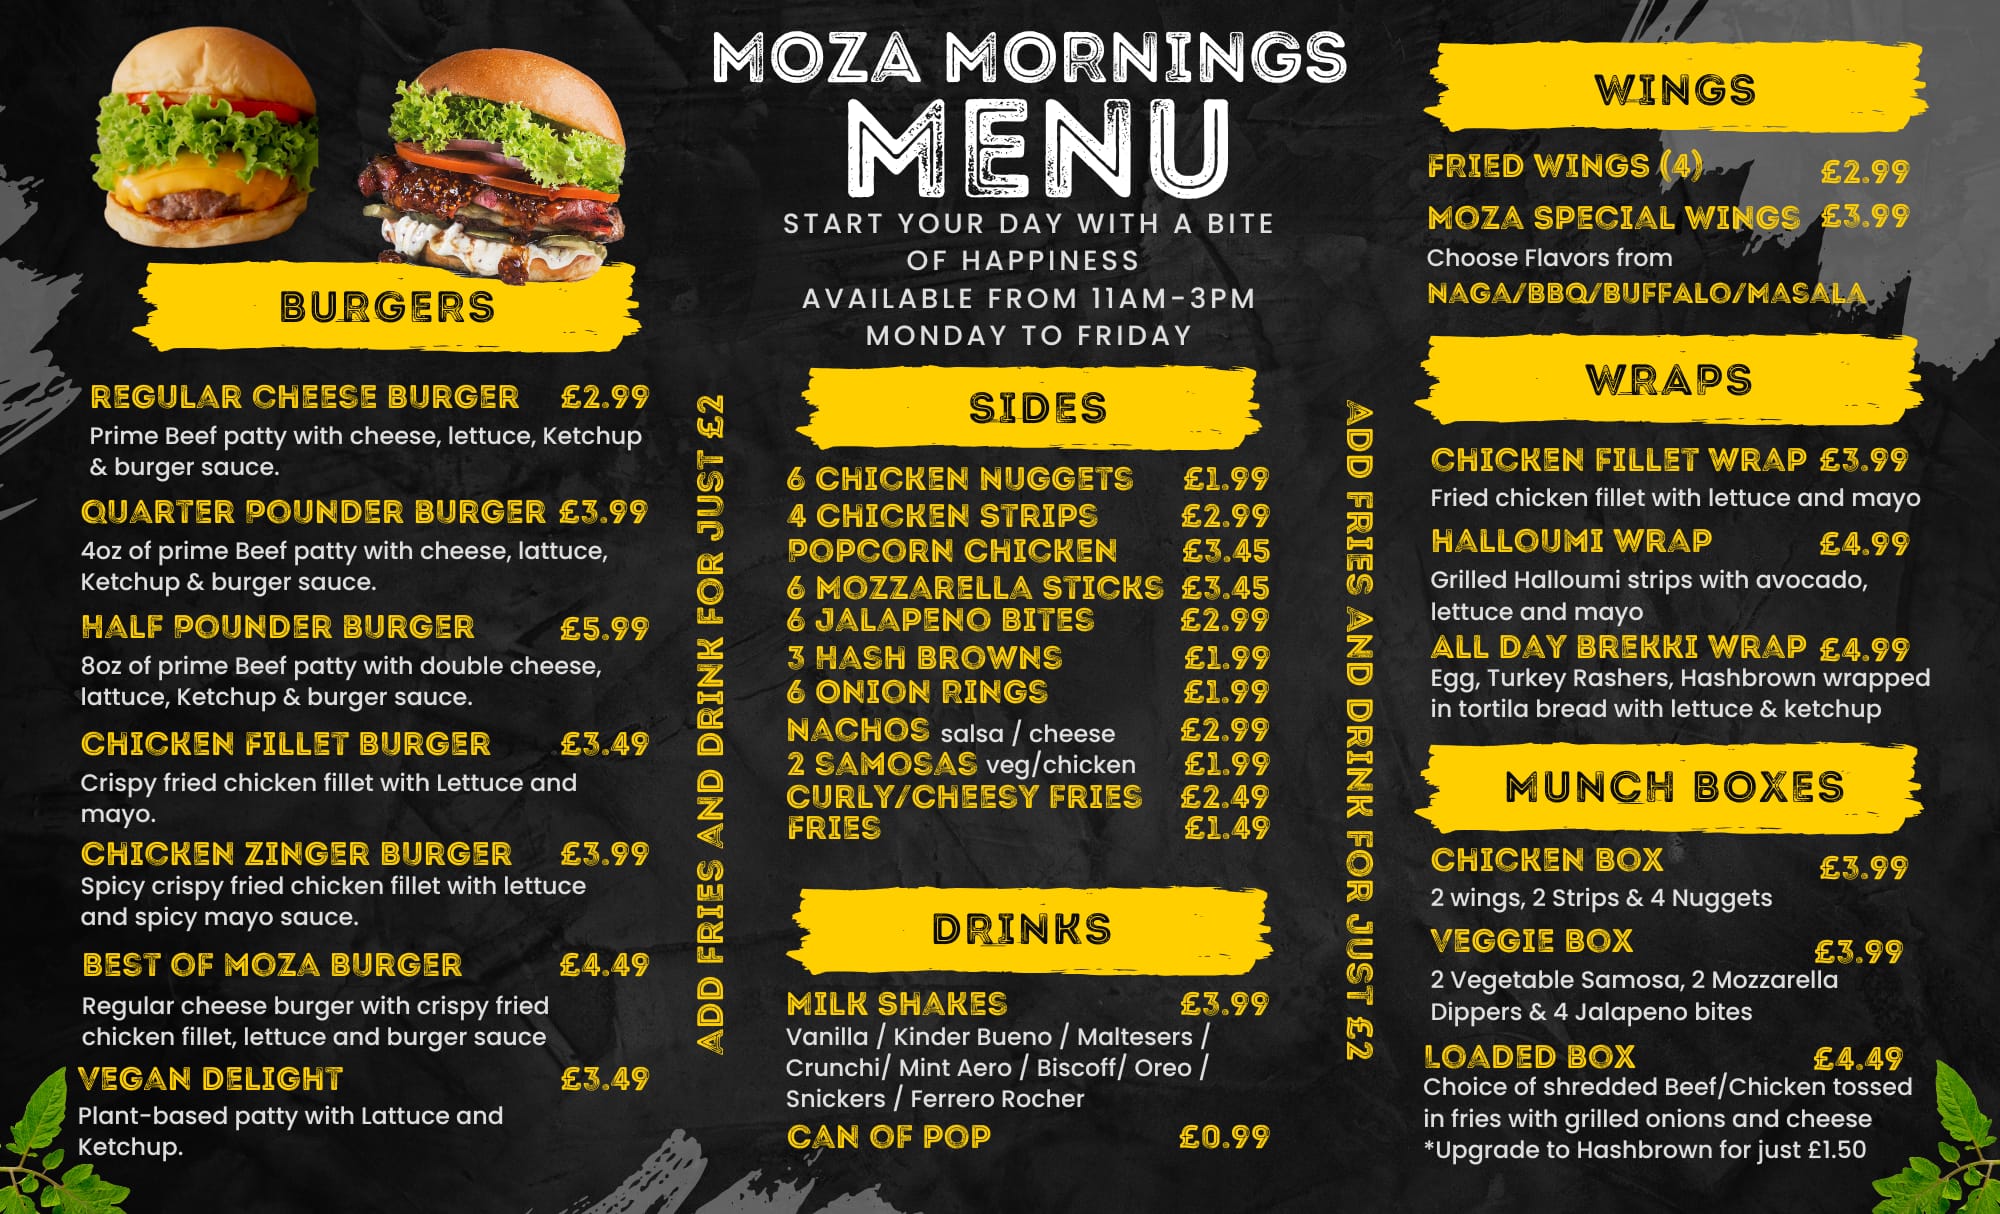 MOZA MORNINGS
MENU
START YOUR DAY WITH A BITE
OF HAPPINESS
AVAILABLE FROM 11AM-3PM
MONDAY TO FRIDAY
BURGERS
REGULAR CHEESE BURGER £2.99
Prime Beef patty with cheese, lettuce, Ketchup
& burger sauce.
QUARTER POUNDER BURGER £3.99
4oz of prime Beef patty with cheese, lattuce,
Ketchup & burger sauce.
HALF POUNDER BURGER £5.99
8oz of prime Beef patty with double cheese,
lattuce, Ketchup & burger sauce.
CHICKEN FILLET BURGER £3.49
Crispy fried chicken fillet with Lettuce and
mayo.
CHICKEN ZINGER BURGER £3.99
Spicy crispy fried chicken fillet with lettuce
and spicy mayo sauce.
BEST OF MOZA BURGER £4.49
Regular cheese burger with crispy fried
chicken fillet, lettuce and burger sauce
VEGAN DELIGHT £3.49
Plant-based patty with Lattuce and
Ketchup.
ADD FRIES AND DRINK FOR JUST £2
SIDES
6 CHICKEN NUGGETS £1.99
4 CHICKEN STRIPS £2.99
POPCORN CHICKEN £3.45
6 MOZZARELLA STICKS £3.45
6 JALAPENO BITES £2.99
3 HASH BROWNS £1.99
6 ONION RINGS £1.99
NACHOS salsa / cheese £2.99
2 SAMOSAS veg/chicken £1.99
CURLY/CHEESY FRIES £2.49
FRIES £1.49
DRINKS
MILK SHAKES £3.99
Vanilla / Kinder Bueno / Maltesers /
Crunchi/ Mint Aero / Biscoff/ Oreo /
Snickers / Ferrero Rocher
CAN OF POP £0.99
ADD FRIES AND DRINK FOR JUST £2
WINGS
FRIED WINGS (4) £2.99
MOZA SPECIAL WINGS £3.99
Choose Flavors from
NAGA/BBQ/BUFFALO/MASALA
WRAPS
CHICKEN FILLET WRAP £3.99
Fried chicken fillet with lettuce and mayo
HALLOUMI WRAP £4.99
Grilled Halloumi strips with avocado,
lettuce and mayo
ALL DAY BREKKI WRAP £4.99
Egg, Turkey Rashers, Hashbrown wrapped
in tortila bread with lettuce & ketchup
MUNCH BOXES
CHICKEN BOX £3.99
2 wings, 2 Strips & 4 Nuggets
VEGGIE BOX £3.99
2 Vegetable Samosa, 2 Mozzarella
Dippers & 4 Jalapeno bites
LOADED BOX £4.49
Choice of shredded Beef/Chicken tossed
in fries with grilled onions and cheese
*Upgrade to Hashbrown for just £1.50